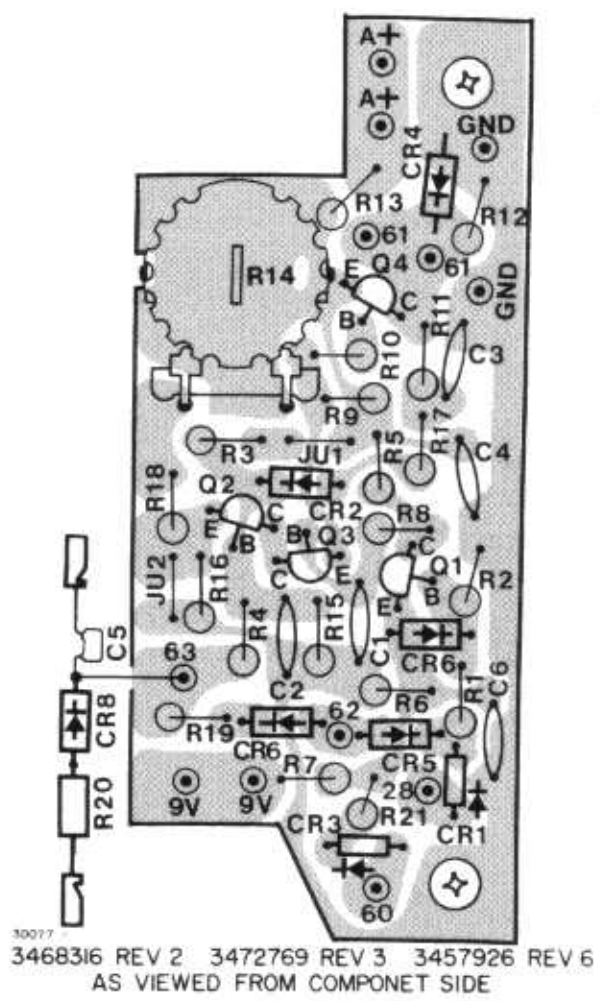 A+
A+
GND
CR4
R13
R12
61
61
R14
E
Q4
C
B
GND
R11
R10
C3
R9
R17
R3
JU1
R5
C4
R18
Q2
CR2
E
C
B
B
Q3
R8
C
E
C
Q1
B
E
R2
JU2
R16
R4
R15
C1
CR6
C5
63
C2
R6
R1
C6
CR8
R19
CR6
62
CR5
R7
28
R20
9V
9V
R21
CR1
CR3
60
30077
3468316 REV 2 3472769 REV 3 3457926 REV 6
AS VIEWED FROM COMPONET SIDE